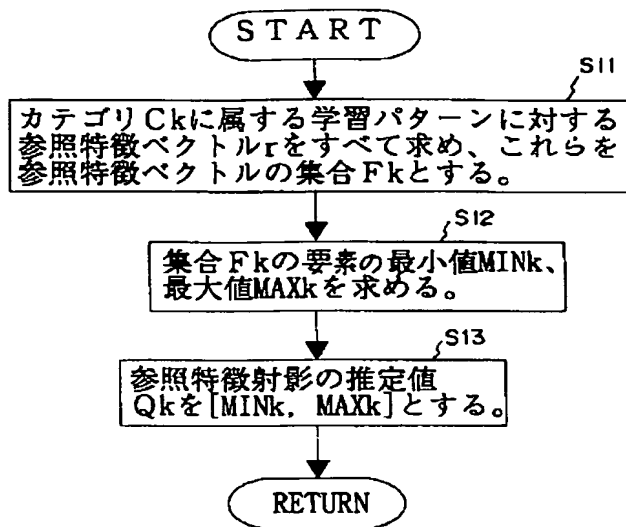 START
S11
カテゴリCkに属する学習パターンに対する
参照特徴ベクトルrをすべて求め、これらを
参照特徴ベクトルの集合Fkとする。
S12
集合Fkの要素の最小値MINk、
最大値MAXkを求める。
S13
参照特徴射影の推定値
Qkを[MINk, MAXk]とする。
RETURN